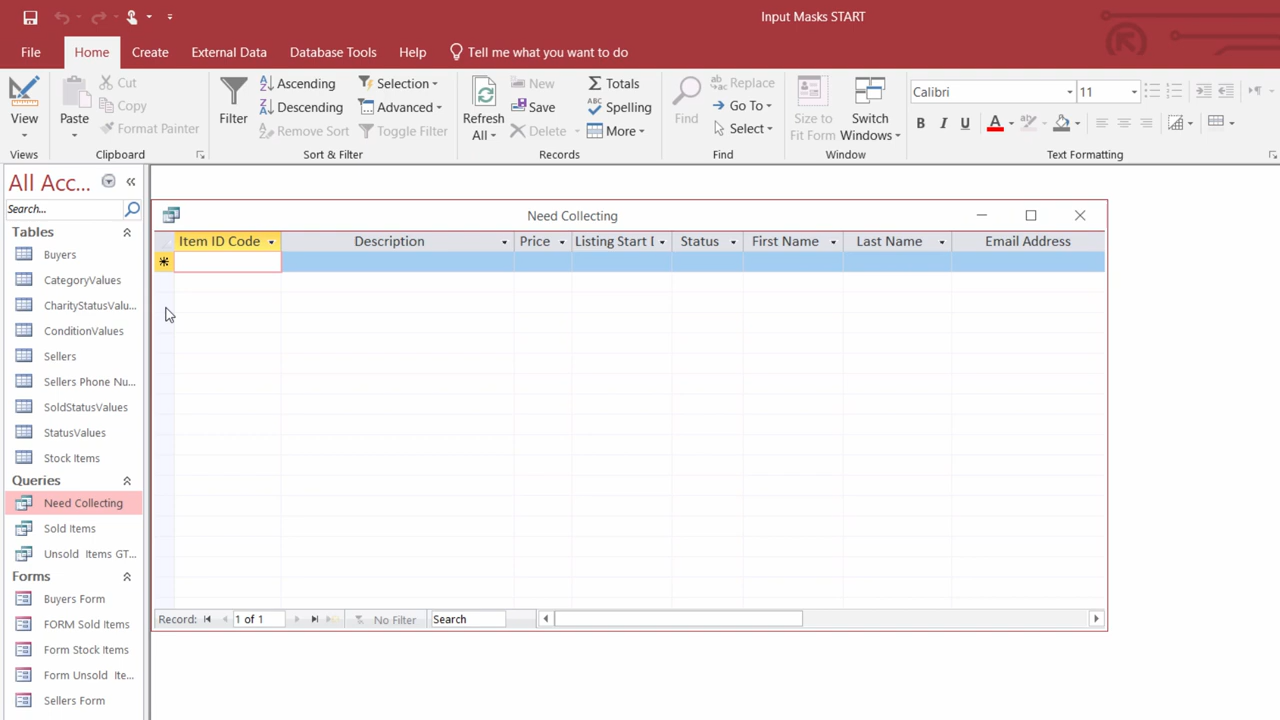 Input Masks START
File Home Create External Data Database Tools Help Tell me what you want to do
View
Views
Paste
Cut
Copy
Format Painter
Clipboard
Filter
Ascending
Descending
Remove Sort
Selection
Advanced
Toggle Filter
Sort & Filter
Refresh
All
New
Save
Delete
Totals
Spelling
More
Records
Find
Replace
Go To
Select
Find
Size to
Fit Form
Switch
Windows
Window
Calibri 11
B I U A
Text Formatting
All Acc...
Search...
Tables
Buyers
CategoryValues
CharityStatusValu...
ConditionValues
Sellers
Sellers Phone Nu...
SoldStatusValues
StatusValues
Stock Items
Queries
Need Collecting
Sold Items
Unsold Items GT...
Forms
Buyers Form
FORM Sold Items
Form Stock Items
Form Unsold Ite...
Sellers Form
Need Collecting
Item ID Code Description Price Listing Start D Status First Name Last Name Email Address
Record: 1 of 1 No Filter Search